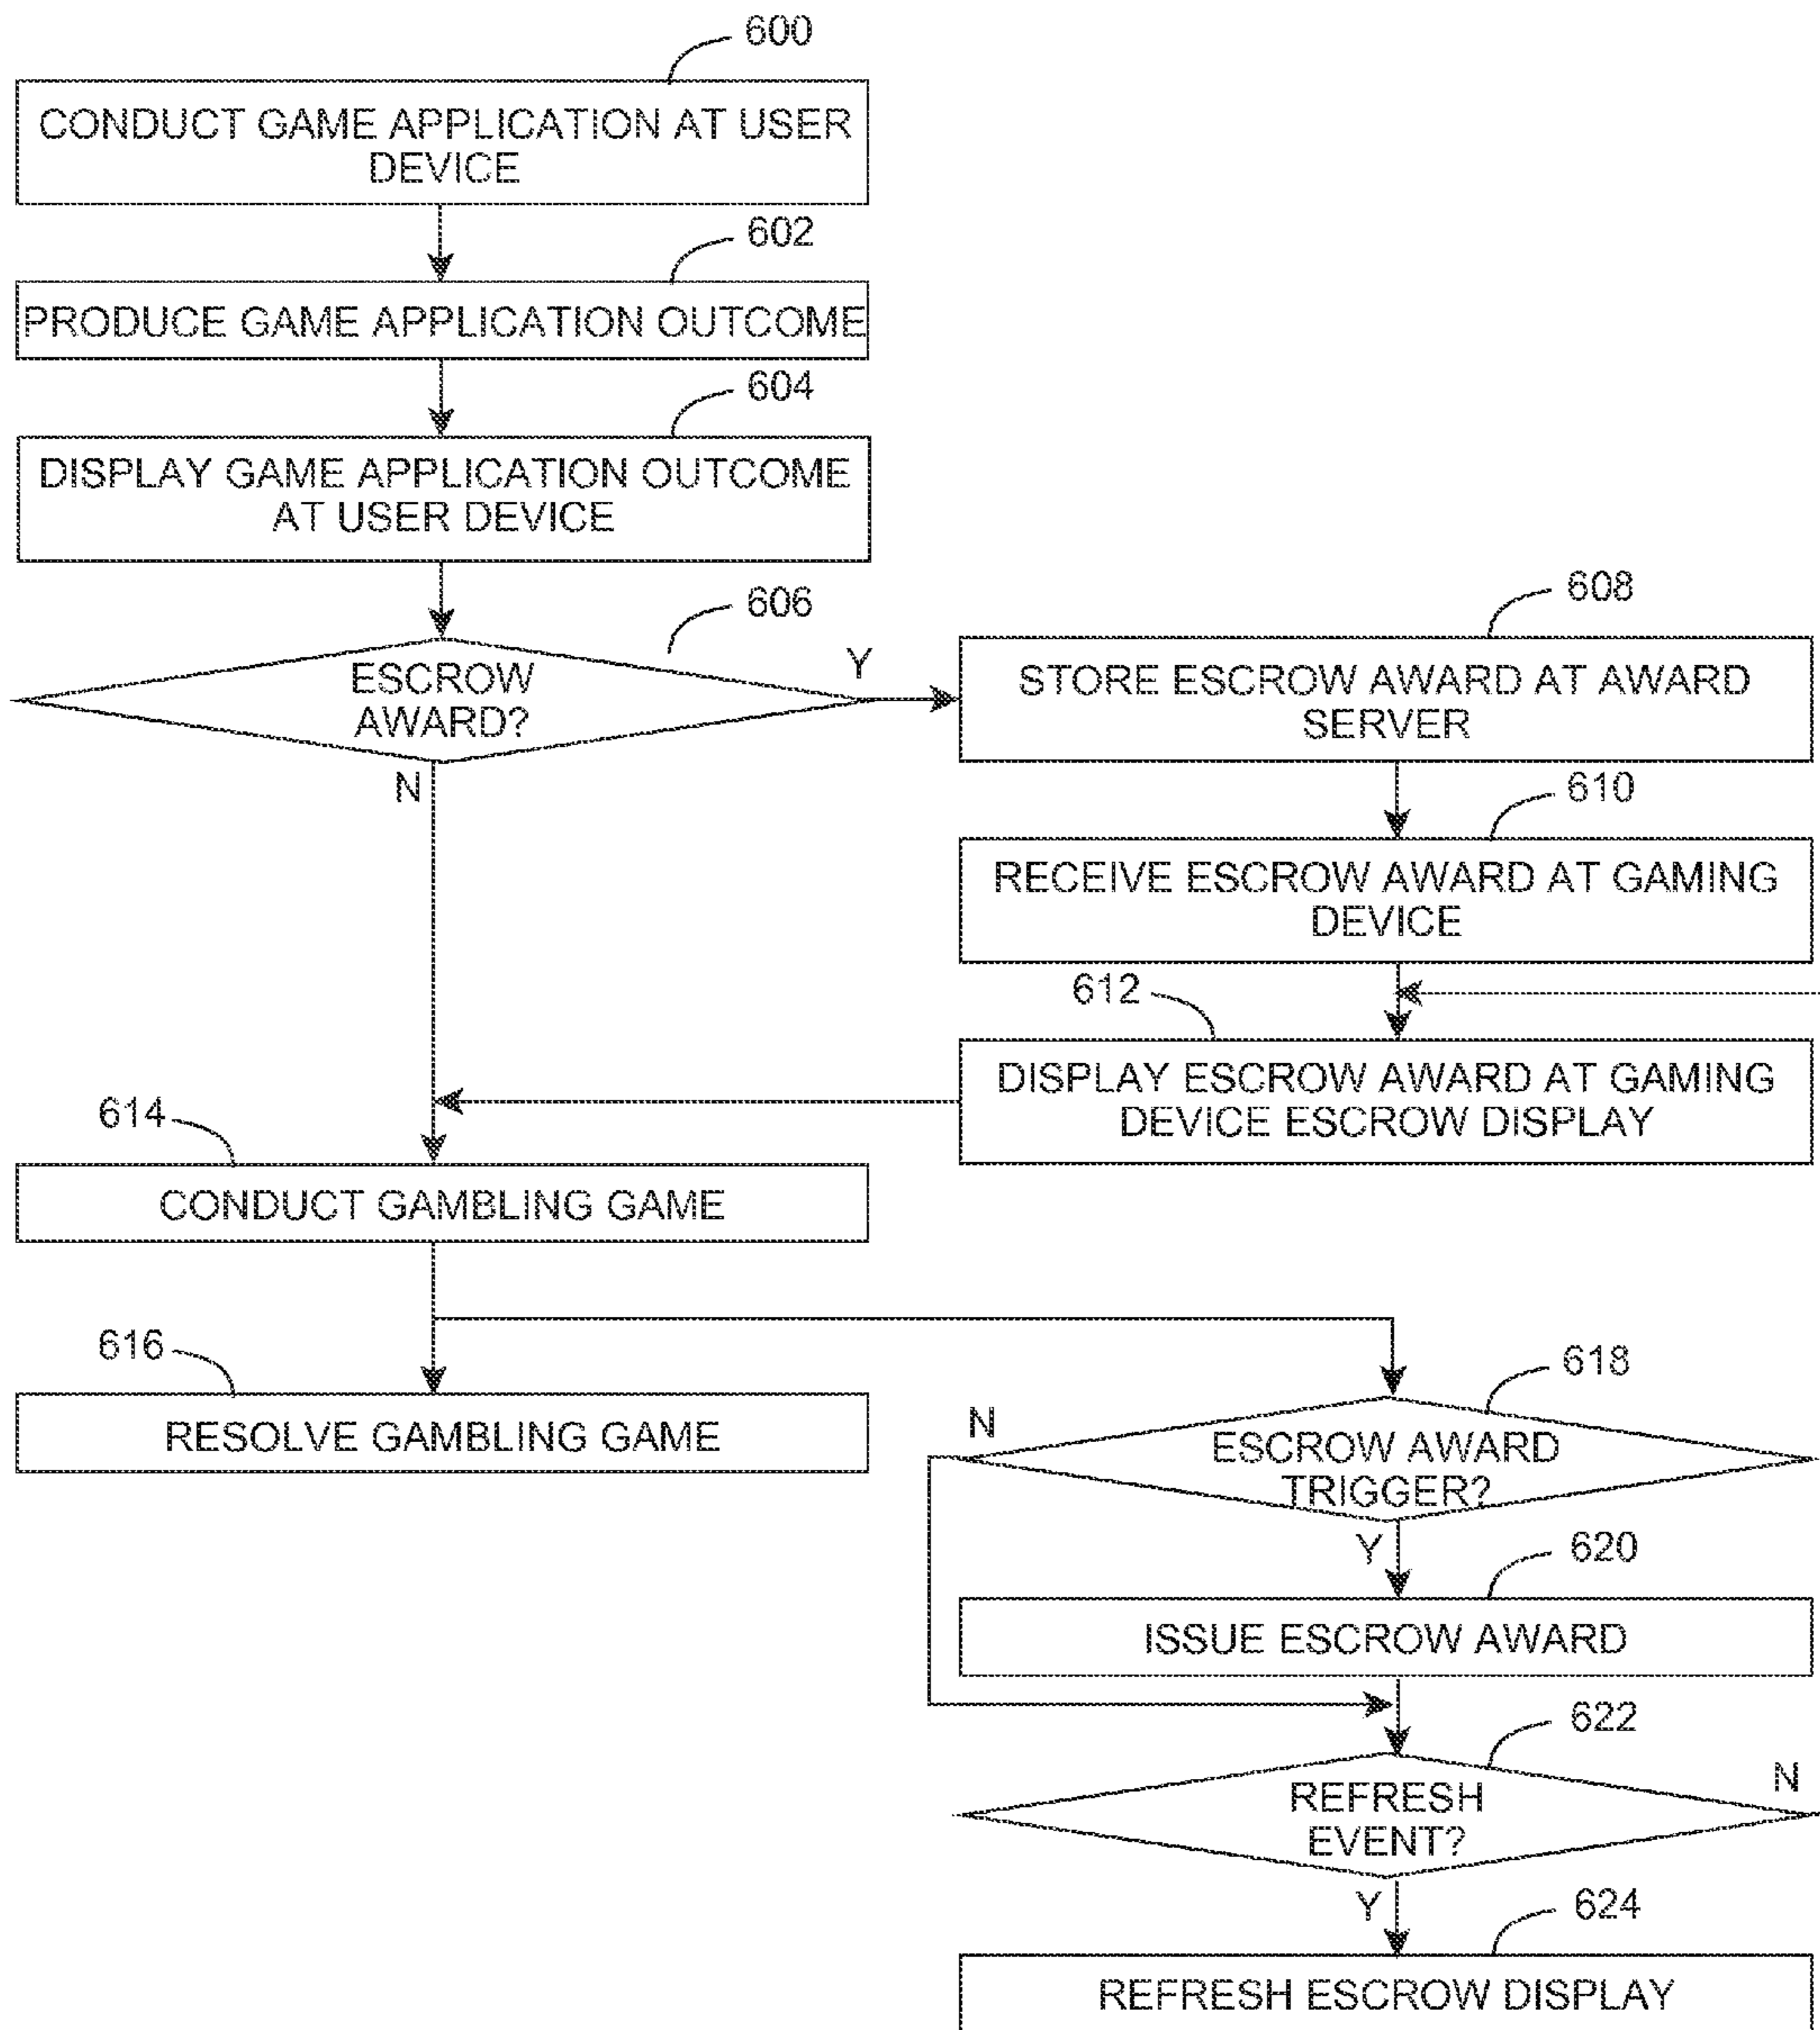 600
CONDUCT GAME APPLICATION AT USER
DEVICE
602
PRODUCE GAME APPLICATION OUTCOME
604
DISPLAY GAME APPLICATION OUTCOME
AT USER DEVICE
606
ESCROW
AWARD?
Y
N
608
STORE ESCROW AWARD AT AWARD
SERVER
610
RECEIVE ESCROW AWARD AT GAMING
DEVICE
612
DISPLAY ESCROW AWARD AT GAMING
DEVICE ESCROW DISPLAY
614
CONDUCT GAMBLING GAME
616
RESOLVE GAMBLING GAME
618
N
ESCROW AWARD
TRIGGER?
Y
620
ISSUE ESCROW AWARD
622
N
REFRESH
EVENT?
Y
624
REFRESH ESCROW DISPLAY